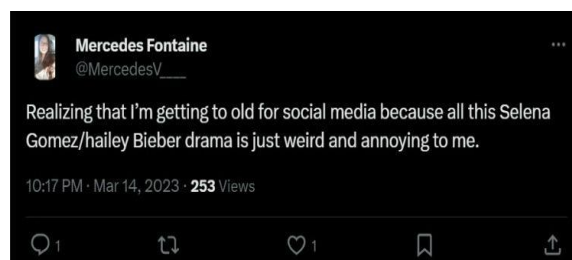 Mercedes Fontaine
@MercedesV___
Realizing that I'm getting to old for social media because all this Selena
Gomez/hailey Bieber drama is just weird and annoying to me.
10:17 PM · Mar 14, 2023 · 253 Views
1 1